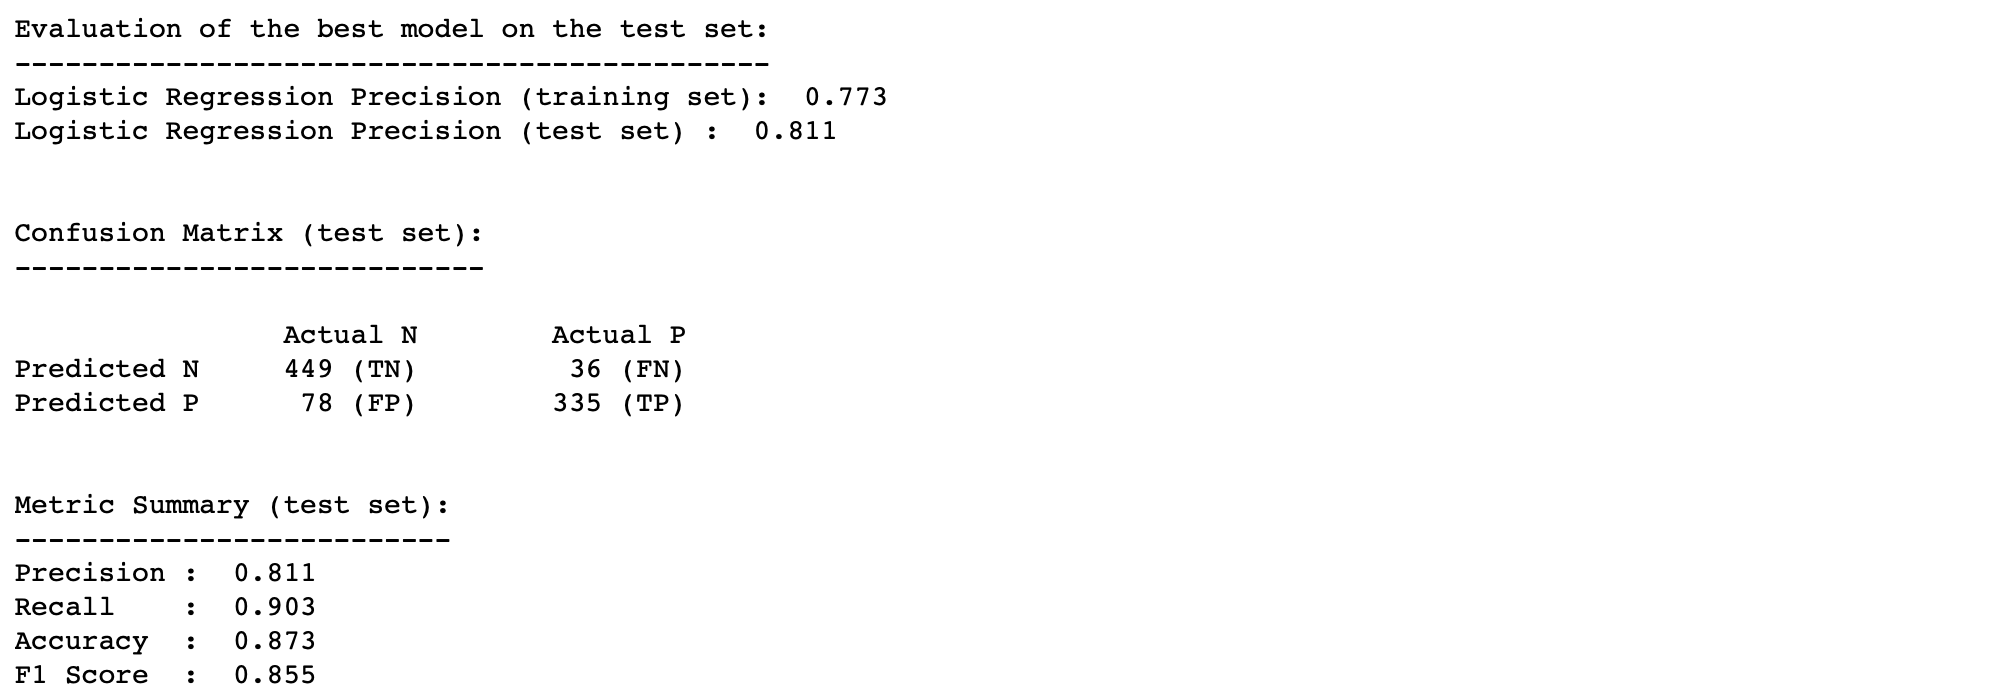 Evaluation of the best model on the test set:
---------------------------------------------
Logistic Regression Precision (training set):  0.773
Logistic Regression Precision (test set) :  0.811
Confusion Matrix (test set):
----------------------------
                Actual N        Actual P
Predicted N     449 (TN)         36 (FN)
Predicted P      78 (FP)        335 (TP)
Metric Summary (test set):
--------------------------
Precision :  0.811
Recall    :  0.903
Accuracy  :  0.873
F1 Score  :  0.855